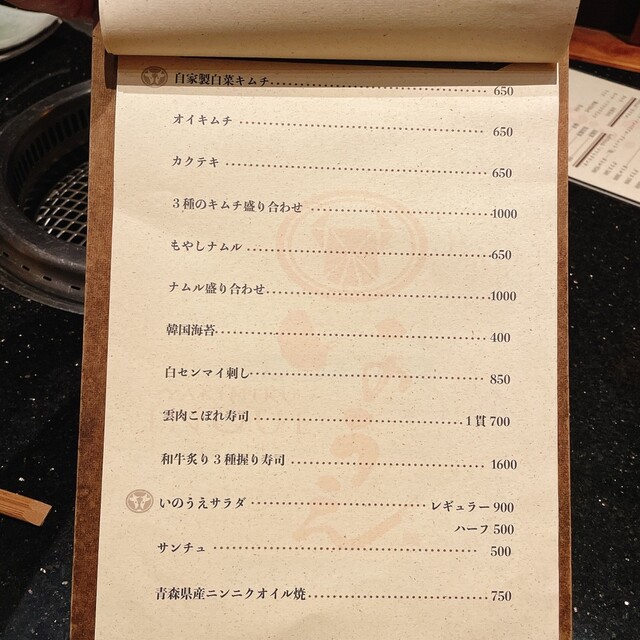 自家製白菜キムチ 650
オイキムチ 650
カクテキ 650
3種のキムチ盛り合わせ 1000
もやしナムル 650
ナムル盛り合わせ 1000
韓国海苔 400
白センマイ刺し 850
雲肉こぼれ寿司 1貫 700
和牛炙り3種握り寿司 1600
いのうえサラダ レギュラー 900
ハーフ 500
サンチュ 500
青森県産ニンニクオイル焼 750